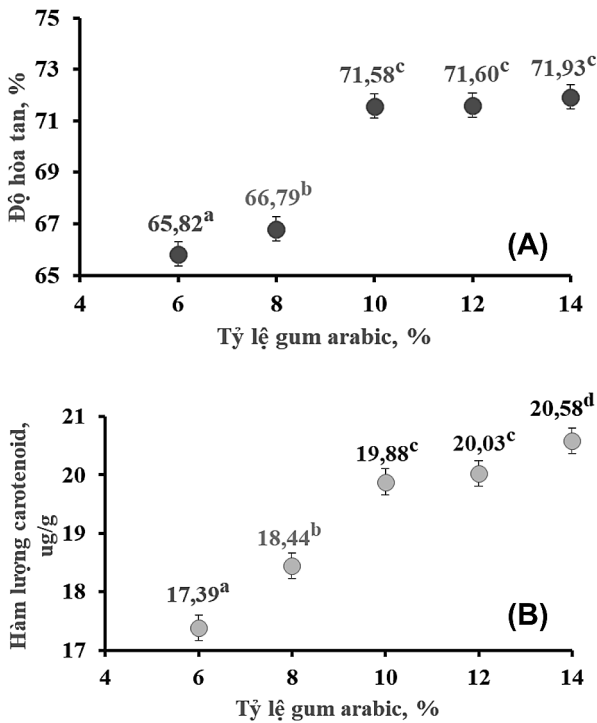 Độ hòa tan, %
75
73
71
69
67
65
65,82a
66,79b
71,58c
71,60c
71,93c
(A)
4 6 8 10 12 14
Tỷ lệ gum arabic, %
Hàm lượng carotenoid,
ug/g
21
20
19
18
17
17,39a
18,44b
19,88c
20,03c
20,58d
(B)
4 6 8 10 12 14
Tỷ lệ gum arabic, %